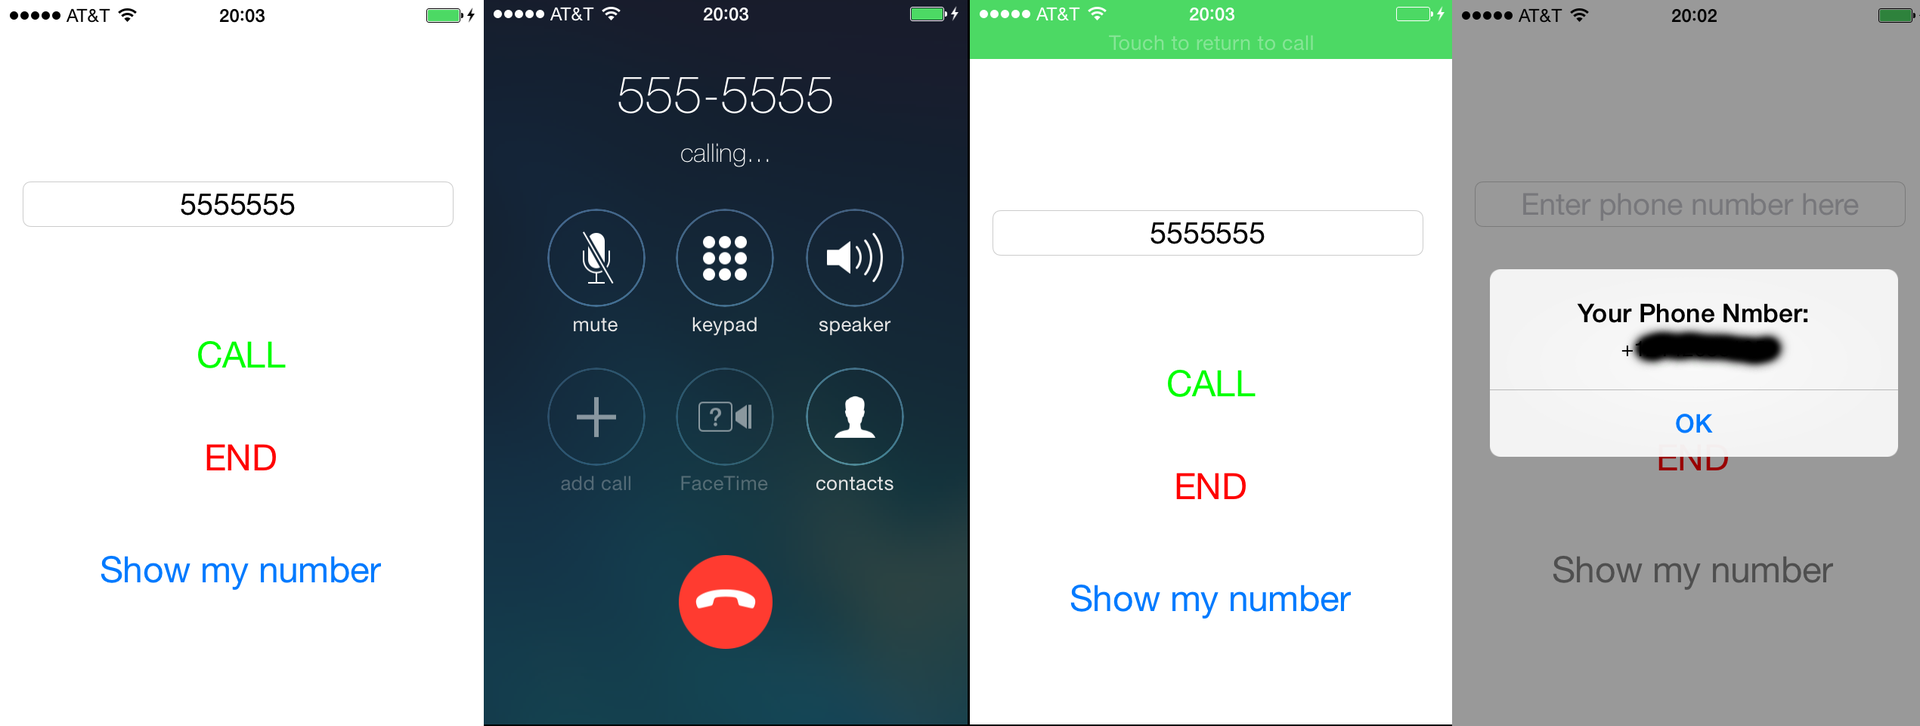 AT&T 20:03
5555555
CALL
END
Show my number
AT&T 20:03
555-5555
calling...
mute keypad speaker
?
add call FaceTime contacts
AT&T 20:03
Touch to return to call
5555555
CALL
END
Show my number
AT&T 20:02
Enter phone number here
Your Phone Nmber:
+
OK
END
Show my number